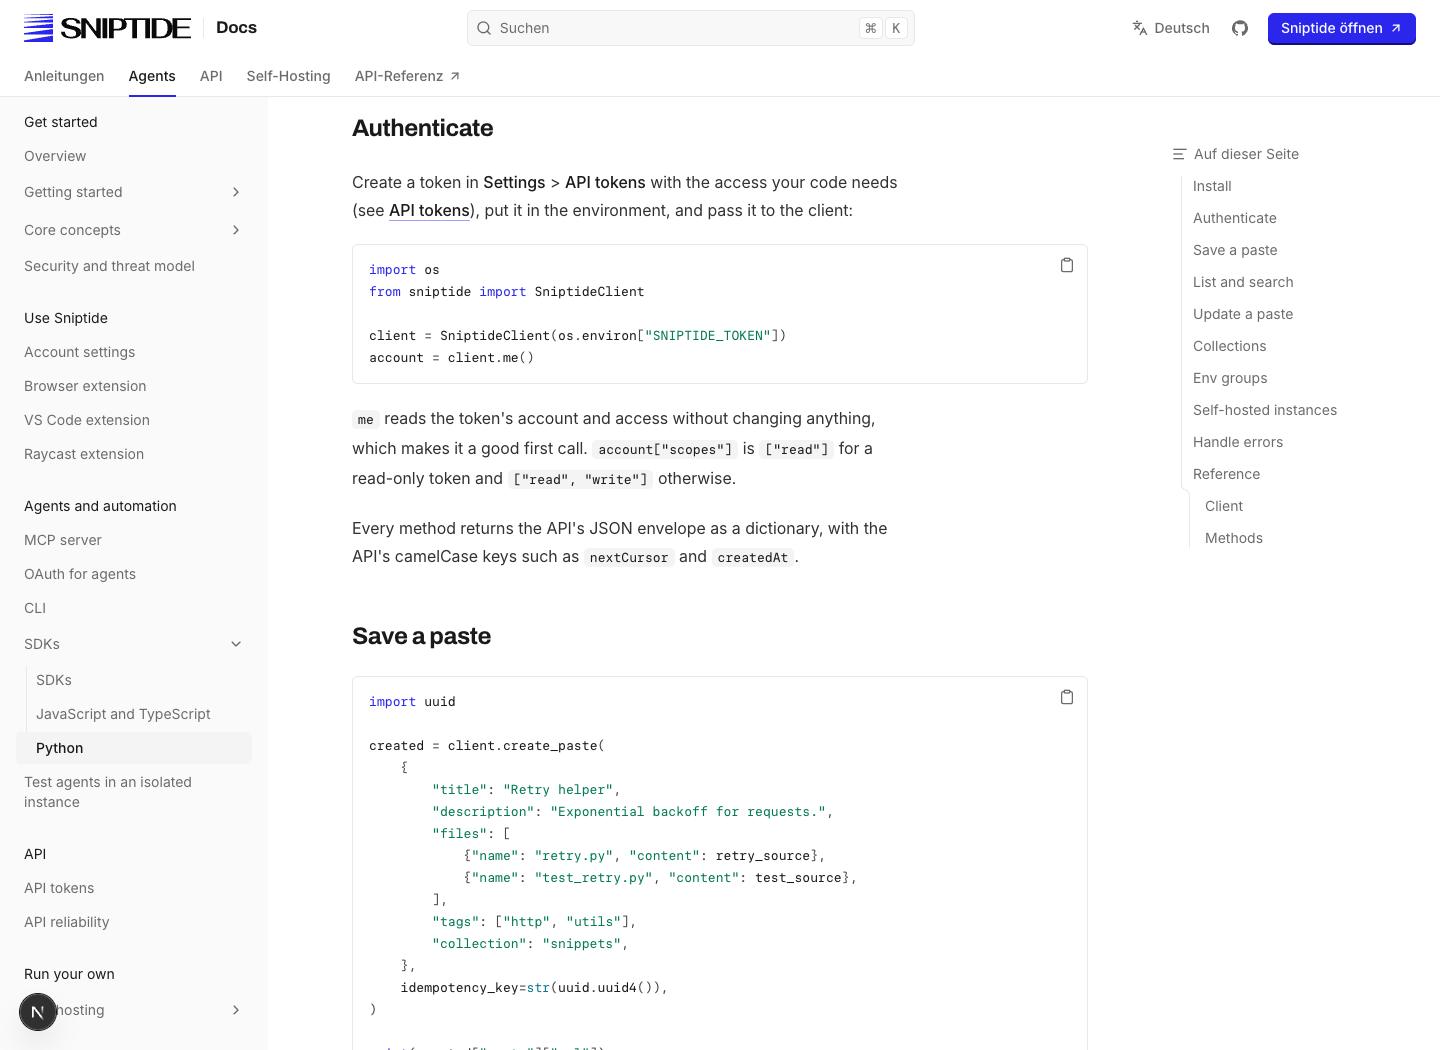 SNIPTIDE Docs
Suchen
⌘ K
Deutsch
Sniptide öffnen
Anleitungen
Agents
API
Self-Hosting
API-Referenz
Get started
Overview
Getting started
Core concepts
Security and threat model
Use Sniptide
Account settings
Browser extension
VS Code extension
Raycast extension
Agents and automation
MCP server
OAuth for agents
CLI
SDKs
SDKs
JavaScript and TypeScript
Python
Test agents in an isolated
instance
API
API tokens
API reliability
Run your own
hosting
N
Authenticate
Create a token in Settings > API tokens with the access your code needs
(see API tokens), put it in the environment, and pass it to the client:
import os
from sniptide import SniptideClient
client = SniptideClient(os.environ["SNIPTIDE_TOKEN"])
account = client.me()
me reads the token's account and access without changing anything,
which makes it a good first call. account["scopes"] is ["read"] for a
read-only token and ["read", "write"] otherwise.
Every method returns the API's JSON envelope as a dictionary, with the
API's camelCase keys such as nextCursor and createdAt.
Save a paste
import uuid
created = client.create_paste(
    {
        "title": "Retry helper",
        "description": "Exponential backoff for requests.",
        "files": [
            {"name": "retry.py", "content": retry_source},
            {"name": "test_retry.py", "content": test_source},
        ],
        "tags": ["http", "utils"],
        "collection": "snippets",
    },
    idempotency_key=str(uuid.uuid4()),
)
Auf dieser Seite
Install
Authenticate
Save a paste
List and search
Update a paste
Collections
Env groups
Self-hosted instances
Handle errors
Reference
Client
Methods